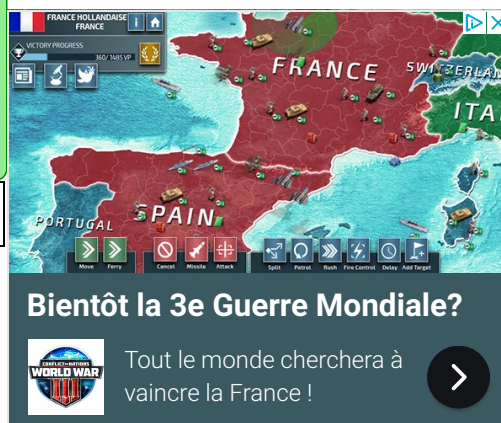 FRANCE HOLLANDAISE
FRANCE
VICTORY PROGRESS
360/1485 VP
FRANCE
SWITZERLAN
ITA
PORTUGAL
SPAIN
Move Ferry Cancel Missile Attack Split Patrol Rush Fire Control Delay Add Target
Bientôt la 3e Guerre Mondiale?
CONFLICT OF NATIONS
WORLD WAR
III
Tout le monde cherchera à
vaincre la France !